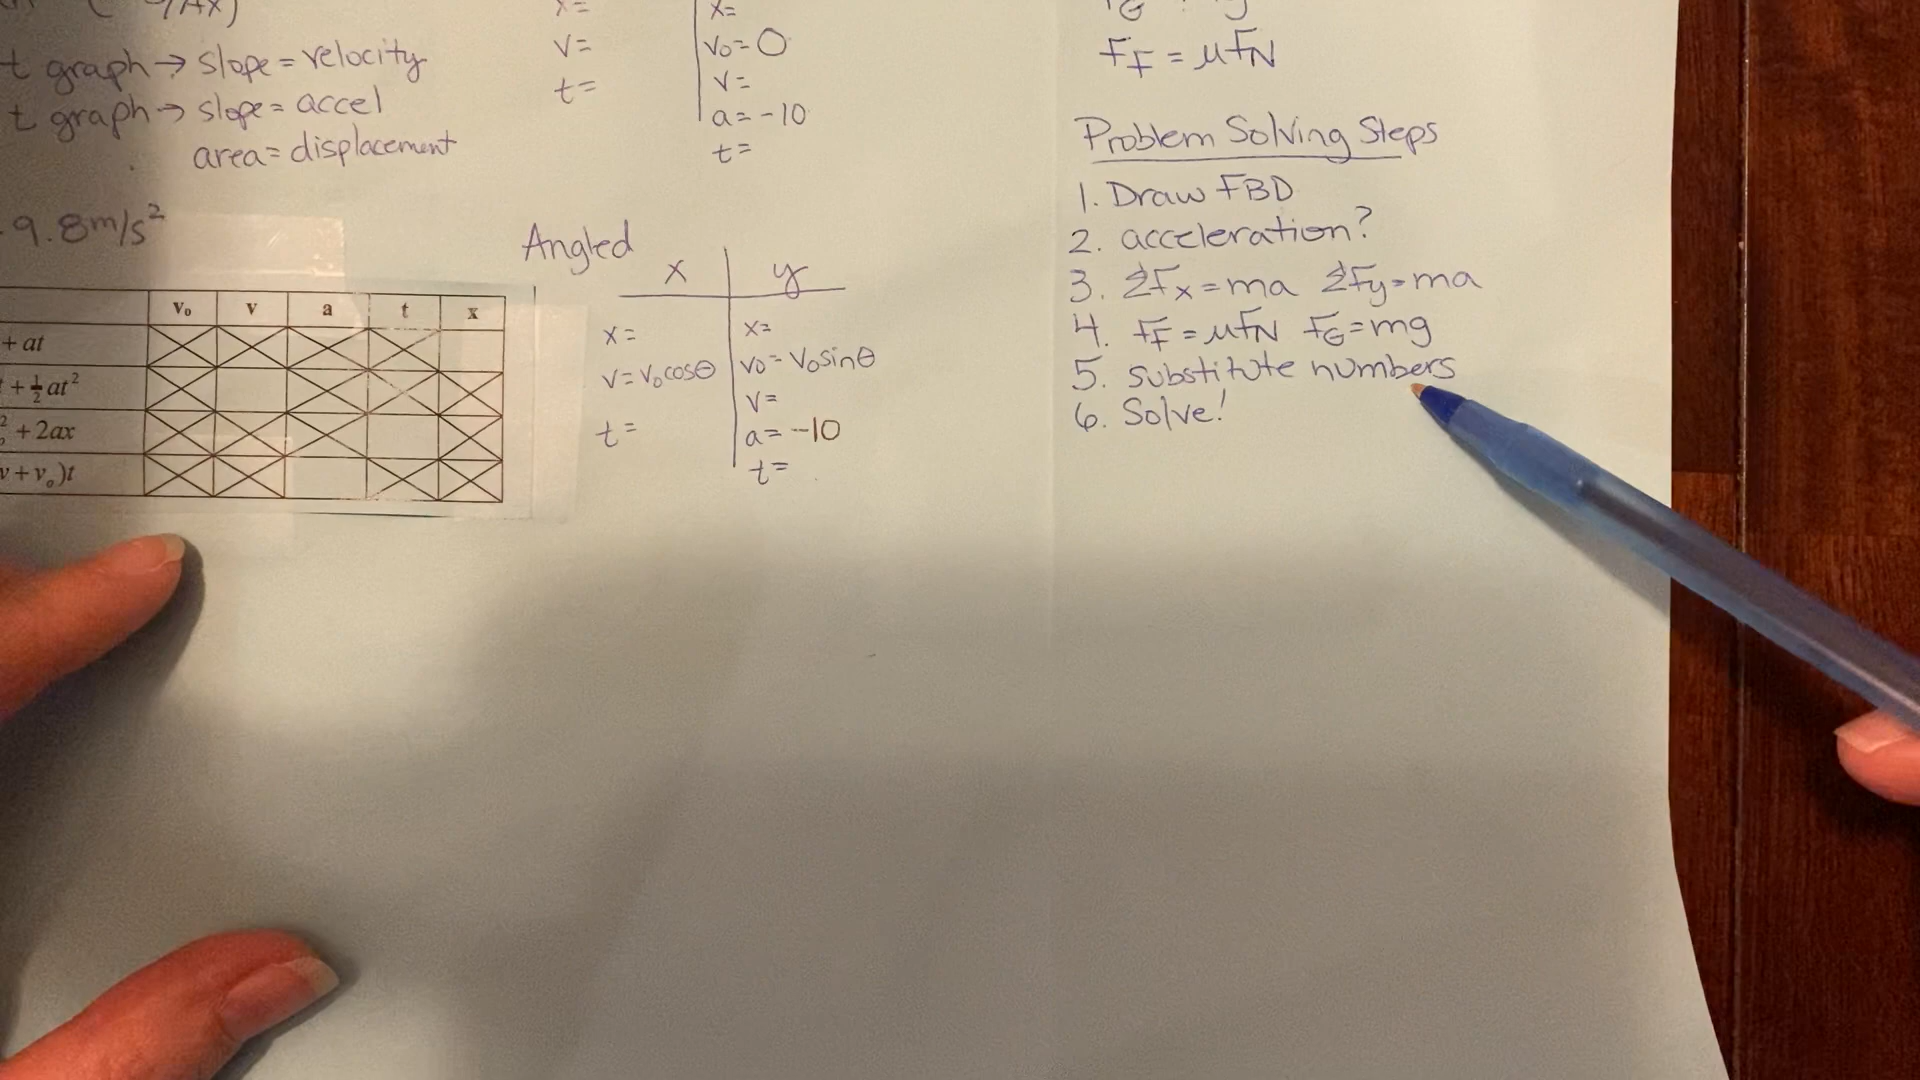 t graph → slope = velocity
t graph → slope = accel
area = displacement
9.8m/s²
v₀ v a t x
+ at
+ ½at²
+ 2ax
v + v₀)t
x=
v=
t=
x=
v₀= 0
v=
a= -10
t=
Angled
x y
x=
v= v₀cosθ
t=
x=
v₀= v₀sinθ
v=
a= -10
t=
F_F = μF_N
Problem Solving Steps
1. Draw FBD
2. acceleration?
3. ΣFx = ma ΣFy = ma
4. F_F = μF_N F_G = mg
5. substitute numbers
6. Solve!